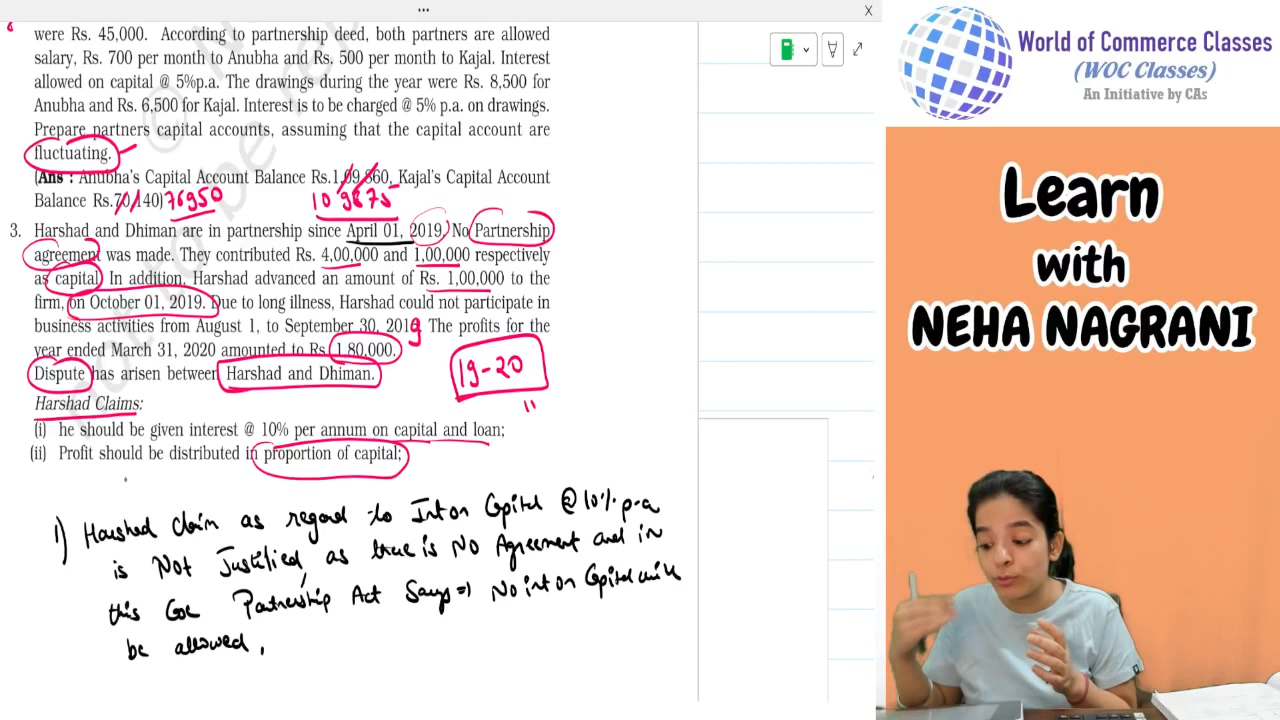 were Rs. 45,000. According to partnership deed, both partners are allowed
salary, Rs. 700 per month to Anubha and Rs. 500 per month to Kajal. Interest
allowed on capital @ 5%p.a. The drawings during the year were Rs. 8,500 for
Anubha and Rs. 6,500 for Kajal. Interest is to be charged @ 5% p.a. on drawings.
Prepare partners capital accounts, assuming that the capital account are
fluctuating.
(Ans : Anubha's Capital Account Balance Rs.1,09,860, Kajal's Capital Account
Balance Rs.70,140) 76950 109875
3. Harshad and Dhiman are in partnership since April 01, 2019. No Partnership
agreement was made. They contributed Rs. 4,00,000 and 1,00,000 respectively
as capital. In addition, Harshad advanced an amount of Rs. 1,00,000 to the
firm, on October 01, 2019. Due to long illness, Harshad could not participate in
business activities from August 1, to September 30, 2019 The profits for the
year ended March 31, 2020 amounted to Rs. 1,80,000.
Dispute has arisen between Harshad and Dhiman.
19-20
Harshad Claims:
(i) he should be given interest @ 10% per annum on capital and loan;
(ii) Profit should be distributed in proportion of capital;
1) Harshed claim as regard to Int on Capital @ 10% p.a
is Not Justified, as there is No Agreement and in
this Case Partnership Act Says => No int on Capital will
be allowed,
World of Commerce Classes
(WOC Classes)
An Initiative by CAs
Learn
with
NEHA NAGRANI